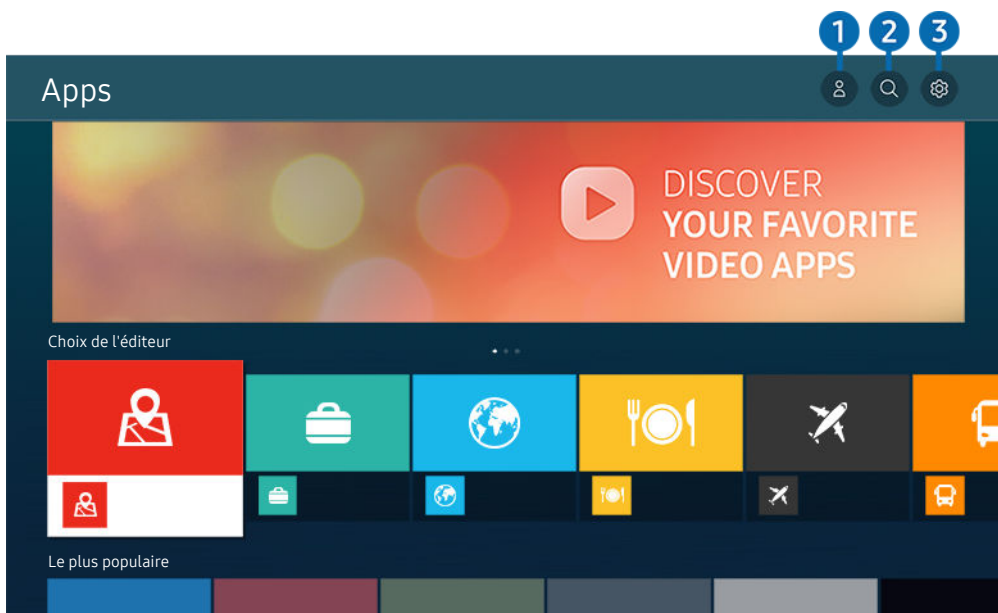 1 2 3
Apps
DISCOVER
YOUR FAVORITE
VIDEO APPS
Choix de l'éditeur
Le plus populaire